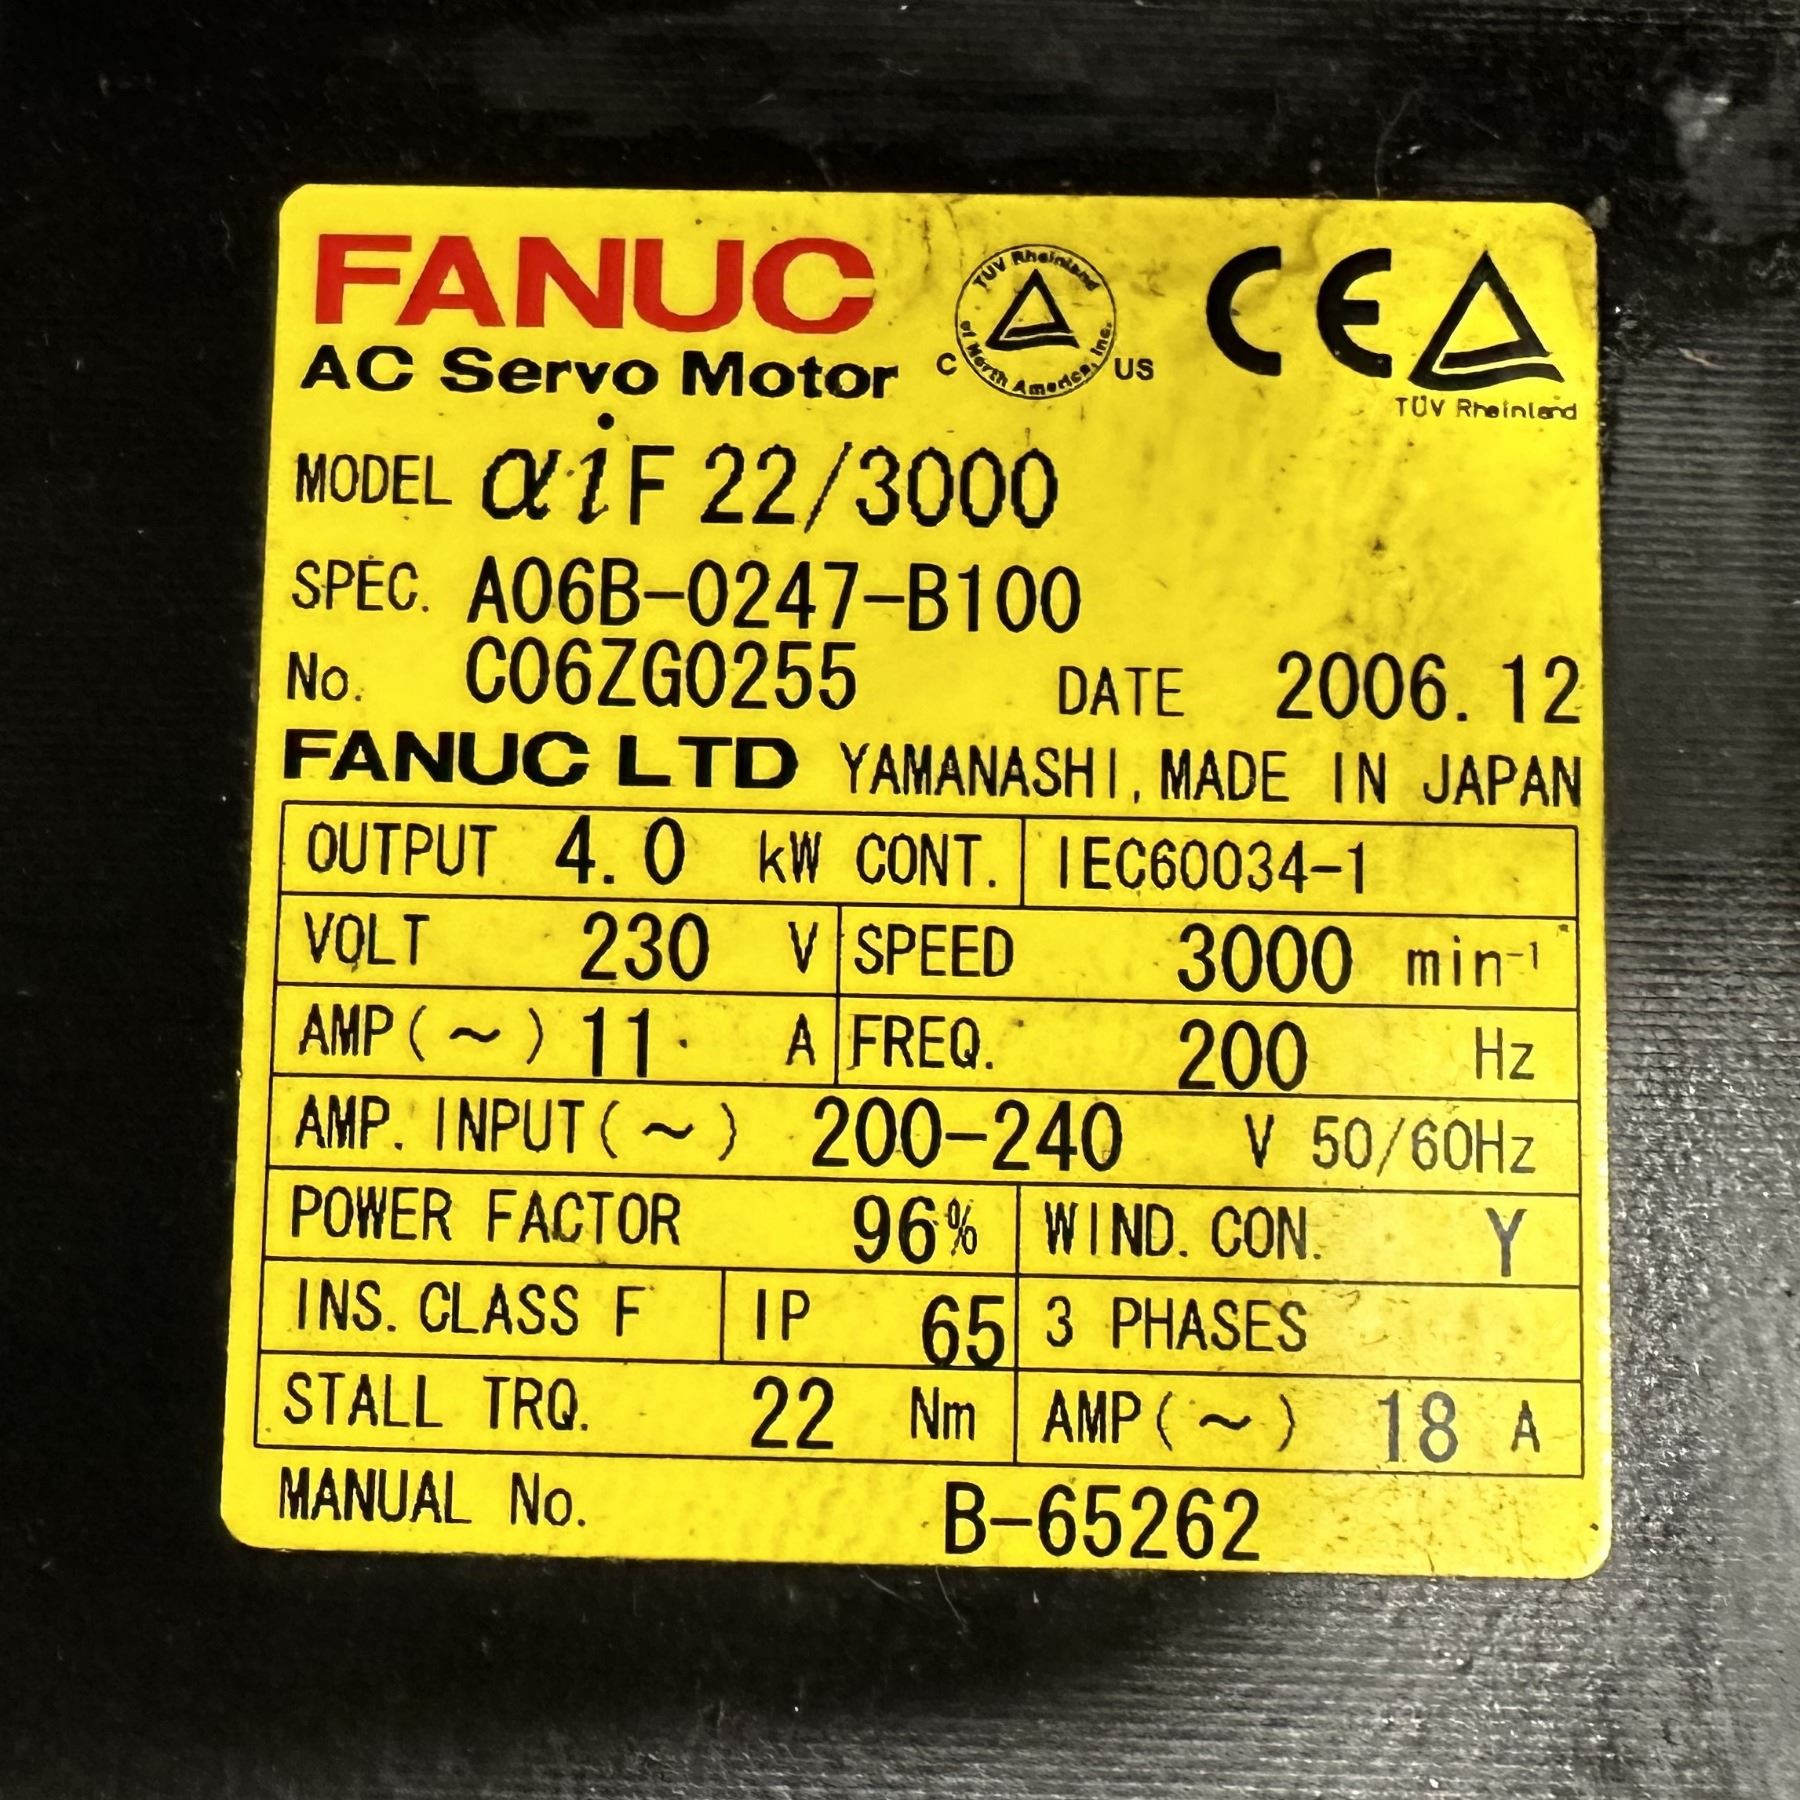 FANUC
TÜV Rheinland of North America, Inc.
C US
CE
TÜV Rheinland
AC Servo Motor
MODEL αiF 22/3000
SPEC. A06B-0247-B100
No. C06ZG0255 DATE 2006.12
FANUC LTD YAMANASHI, MADE IN JAPAN
OUTPUT 4.0 kW CONT. IEC60034-1
VOLT 230 V SPEED 3000 min⁻¹
AMP(~) 11 A FREQ. 200 Hz
AMP. INPUT(~) 200-240 V 50/60Hz
POWER FACTOR 96% WIND. CON. Y
INS. CLASS F IP 65 3 PHASES
STALL TRQ. 22 Nm AMP(~) 18 A
MANUAL No. B-65262